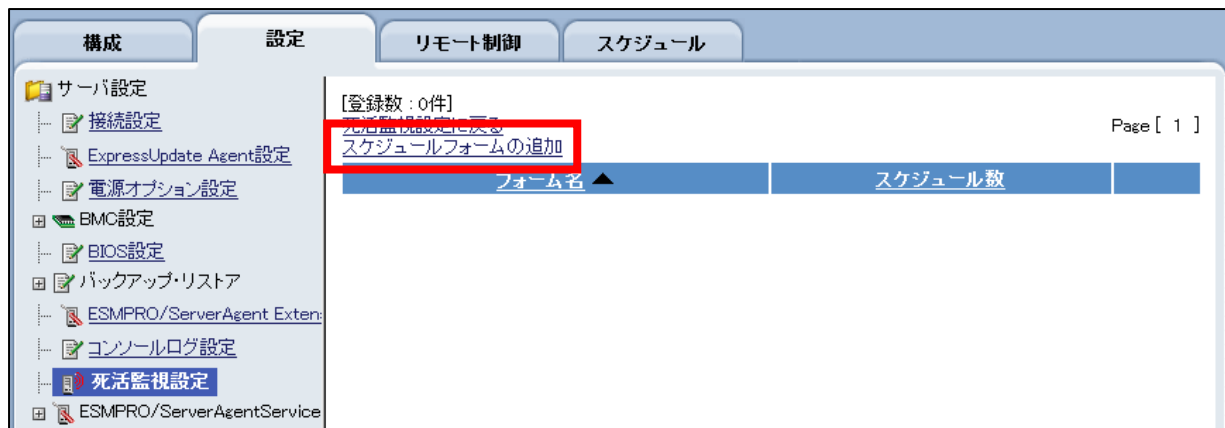 構成 設定 リモート制御 スケジュール
サーバ設定
接続設定
ExpressUpdate Agent設定
電源オプション設定
BMC設定
BIOS設定
バックアップ・リストア
ESMPRO/ServerAgent Exten
コンソールログ設定
死活監視設定
ESMPRO/ServerAgentService
[登録数 : 0件]
死活監視設定に戻る
Page [ 1 ]
スケジュールフォームの追加
フォーム名 ▲ スケジュール数